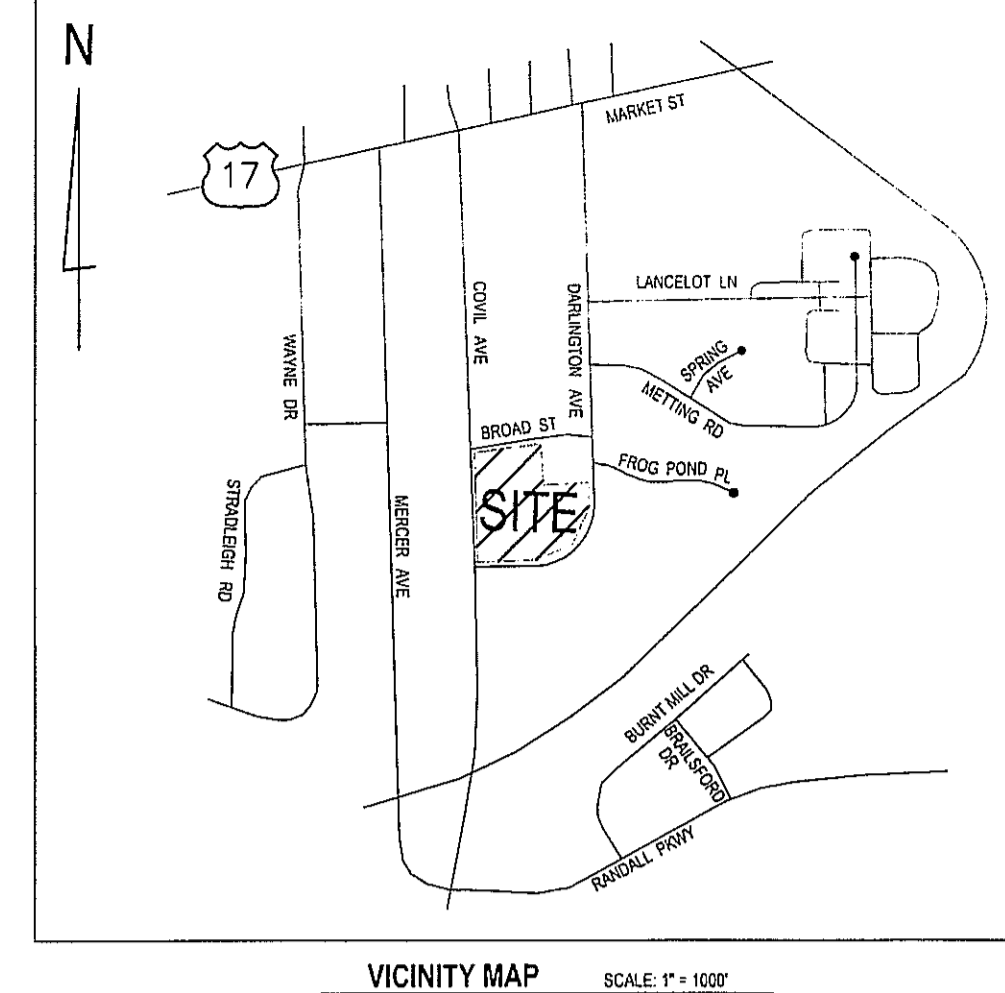 N
17
MARKET ST
LANCELOT LN
COVIL AVE
DARLINGTON AVE
WAYNE DR
SPRING
AVE
METTING RD
BROAD ST
FROG POND PL
SITE
STRADLEIGH RD
MERCER AVE
BURNT MILL DR
BRAILSFORD
DR
RANDALL PKWY
VICINITY MAP SCALE: 1" = 1000'